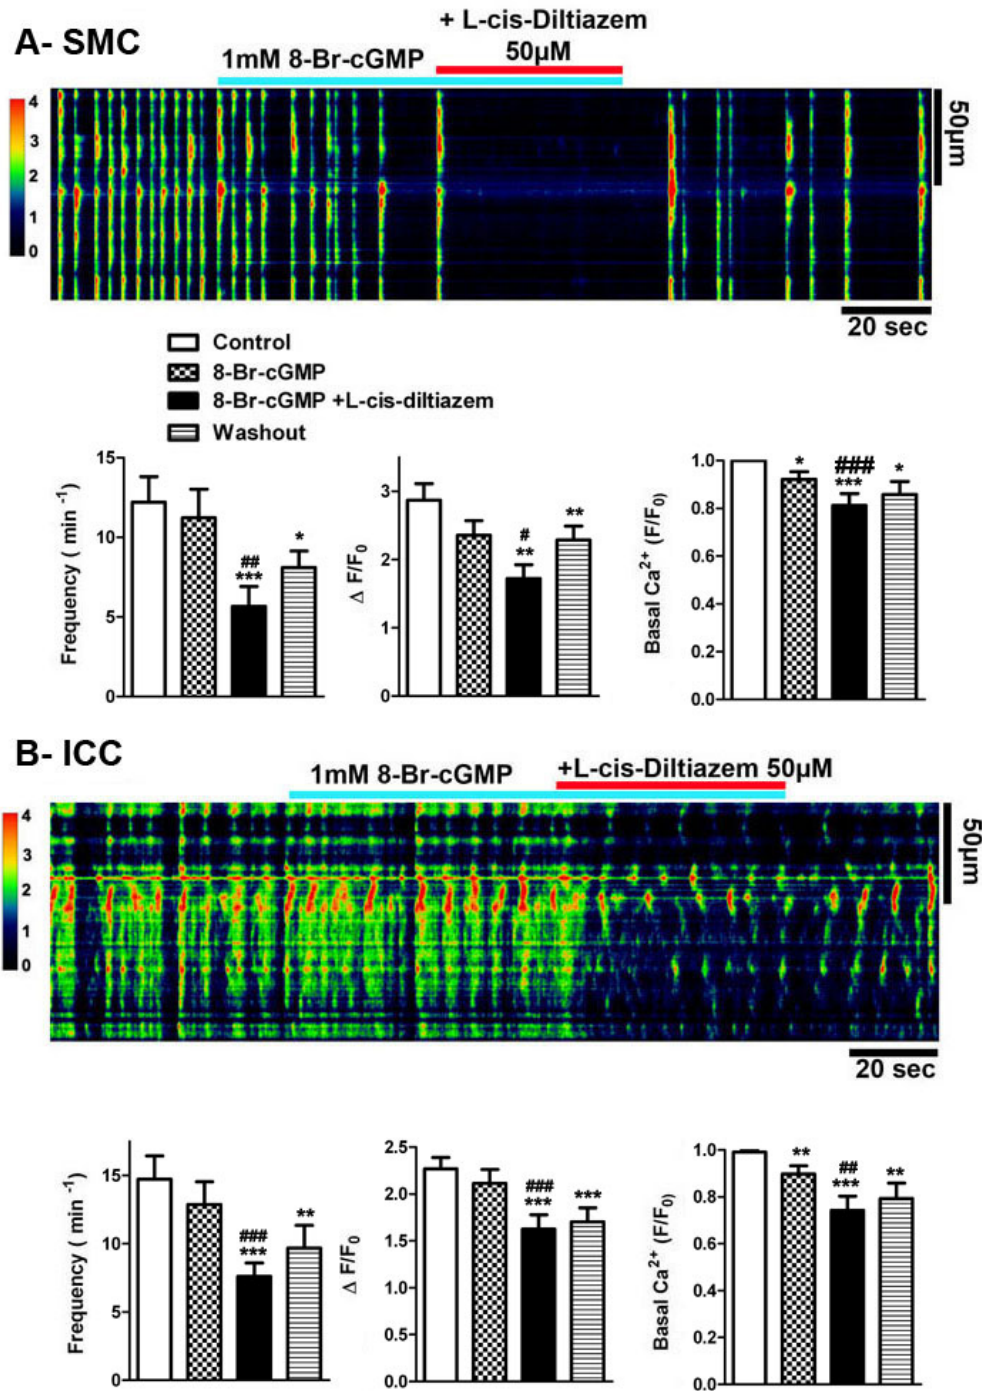 A- SMC
+ L-cis-Diltiazem
50µM
1mM 8-Br-cGMP
4
3
2
1
0
50µm
20 sec
Control
8-Br-cGMP
8-Br-cGMP +L-cis-diltiazem
Washout
Frequency ( min -1)
15
10
5
0
##
***
*
Δ F/F0
3
2
1
0
#
**
**
Basal Ca2+ (F/F0)
1.0
0.8
0.6
0.4
0.2
0.0
*
###
***
*
B- ICC
1mM 8-Br-cGMP
+L-cis-Diltiazem 50µM
4
3
2
1
0
50µm
20 sec
Frequency ( min -1)
15
10
5
0
###
***
**
Δ F/F0
2.5
2.0
1.5
1.0
0.5
0.0
###
***
***
Basal Ca2+ (F/F0)
1.0
0.8
0.6
0.4
0.2
0.0
**
##
***
**